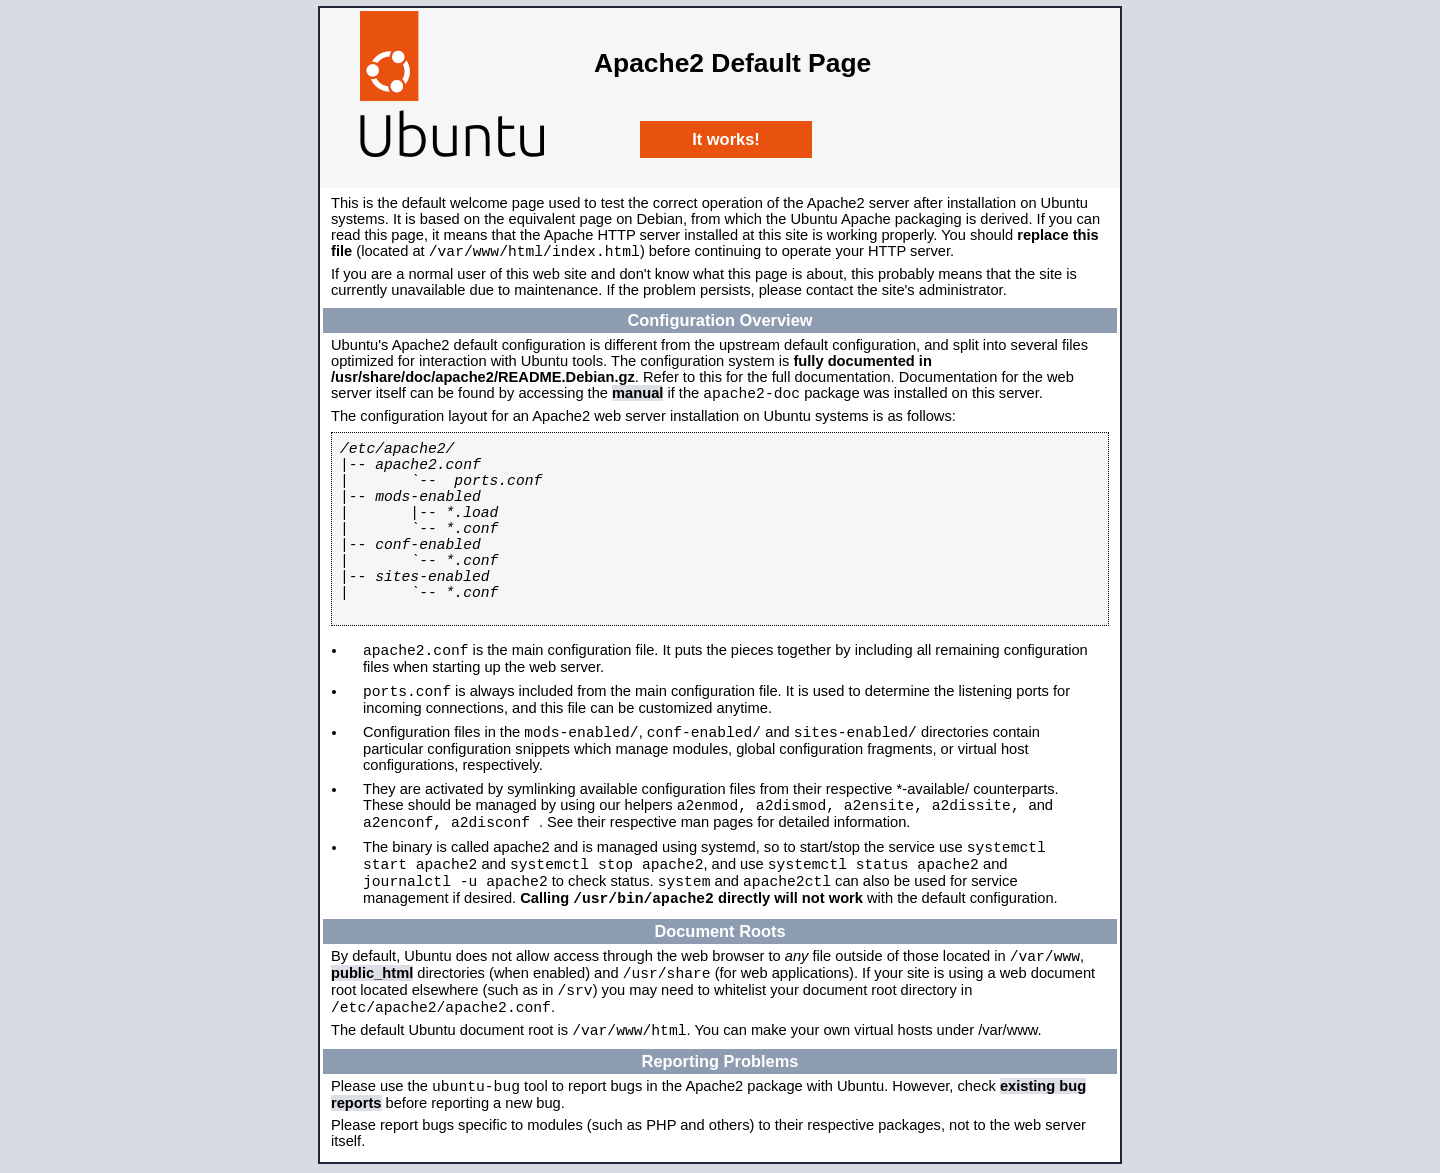 Ubuntu
Apache2 Default Page
It works!
This is the default welcome page used to test the correct operation of the Apache2 server after installation on Ubuntu
systems. It is based on the equivalent page on Debian, from which the Ubuntu Apache packaging is derived. If you can
read this page, it means that the Apache HTTP server installed at this site is working properly. You should replace this
file (located at /var/www/html/index.html) before continuing to operate your HTTP server.
If you are a normal user of this web site and don't know what this page is about, this probably means that the site is
currently unavailable due to maintenance. If the problem persists, please contact the site's administrator.
Configuration Overview
Ubuntu's Apache2 default configuration is different from the upstream default configuration, and split into several files
optimized for interaction with Ubuntu tools. The configuration system is fully documented in
/usr/share/doc/apache2/README.Debian.gz. Refer to this for the full documentation. Documentation for the web
server itself can be found by accessing the manual if the apache2-doc package was installed on this server.
The configuration layout for an Apache2 web server installation on Ubuntu systems is as follows:
/etc/apache2/
|-- apache2.conf
|       `--  ports.conf
|-- mods-enabled
|       |-- *.load
|       `-- *.conf
|-- conf-enabled
|       `-- *.conf
|-- sites-enabled
|       `-- *.conf
• apache2.conf is the main configuration file. It puts the pieces together by including all remaining configuration
files when starting up the web server.
• ports.conf is always included from the main configuration file. It is used to determine the listening ports for
incoming connections, and this file can be customized anytime.
• Configuration files in the mods-enabled/, conf-enabled/ and sites-enabled/ directories contain
particular configuration snippets which manage modules, global configuration fragments, or virtual host
configurations, respectively.
• They are activated by symlinking available configuration files from their respective *-available/ counterparts.
These should be managed by using our helpers a2enmod, a2dismod, a2ensite, a2dissite, and
a2enconf, a2disconf . See their respective man pages for detailed information.
• The binary is called apache2 and is managed using systemd, so to start/stop the service use systemctl
start apache2 and systemctl stop apache2, and use systemctl status apache2 and
journalctl -u apache2 to check status. system and apache2ctl can also be used for service
management if desired. Calling /usr/bin/apache2 directly will not work with the default configuration.
Document Roots
By default, Ubuntu does not allow access through the web browser to any file outside of those located in /var/www,
public_html directories (when enabled) and /usr/share (for web applications). If your site is using a web document
root located elsewhere (such as in /srv) you may need to whitelist your document root directory in
/etc/apache2/apache2.conf.
The default Ubuntu document root is /var/www/html. You can make your own virtual hosts under /var/www.
Reporting Problems
Please use the ubuntu-bug tool to report bugs in the Apache2 package with Ubuntu. However, check existing bug
reports before reporting a new bug.
Please report bugs specific to modules (such as PHP and others) to their respective packages, not to the web server
itself.